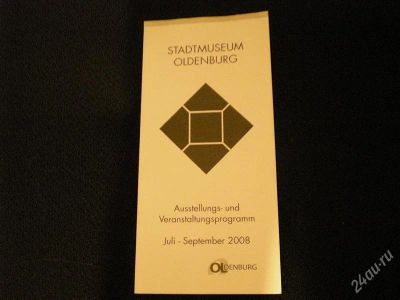 STADTMUSEUM
OLDENBURG
Ausstellungs- und
Veranstaltungsprogramm
Juli - September 2008
OLDENBURG
24au.ru